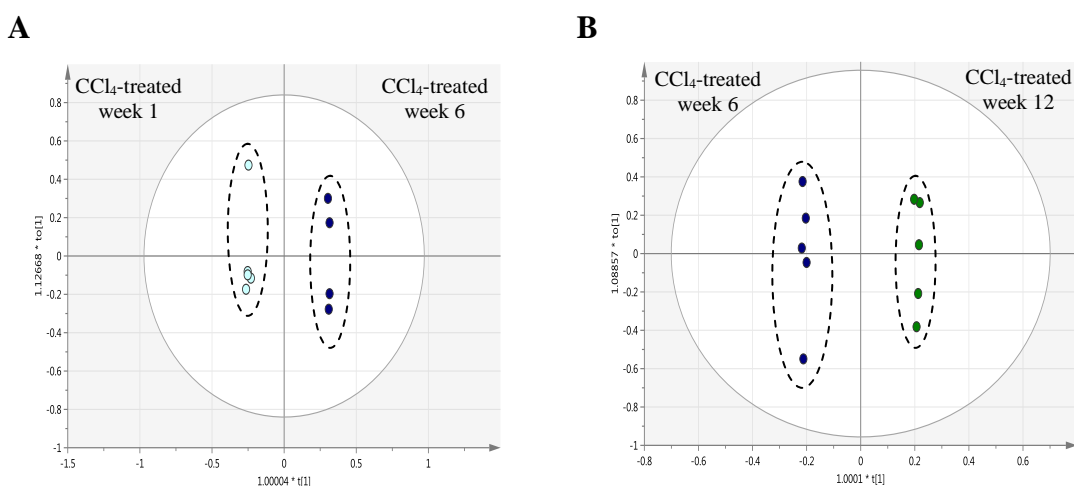 A
CCl₄-treated
week 1
CCl₄-treated
week 6
0.8
0.6
0.4
0.2
0
-0.2
-0.4
-0.6
-0.8
-1
1.12668 * to[1]
-1.5
-1
-0.5
0
0.5
1
1.00004 * t[1]
B
CCl₄-treated
week 6
CCl₄-treated
week 12
0.8
0.6
0.4
0.2
0
-0.2
-0.4
-0.6
-0.8
-1
1.08857 * to[1]
-0.8
-0.6
-0.4
-0.2
0
0.2
0.4
0.6
1.0001 * t[1]